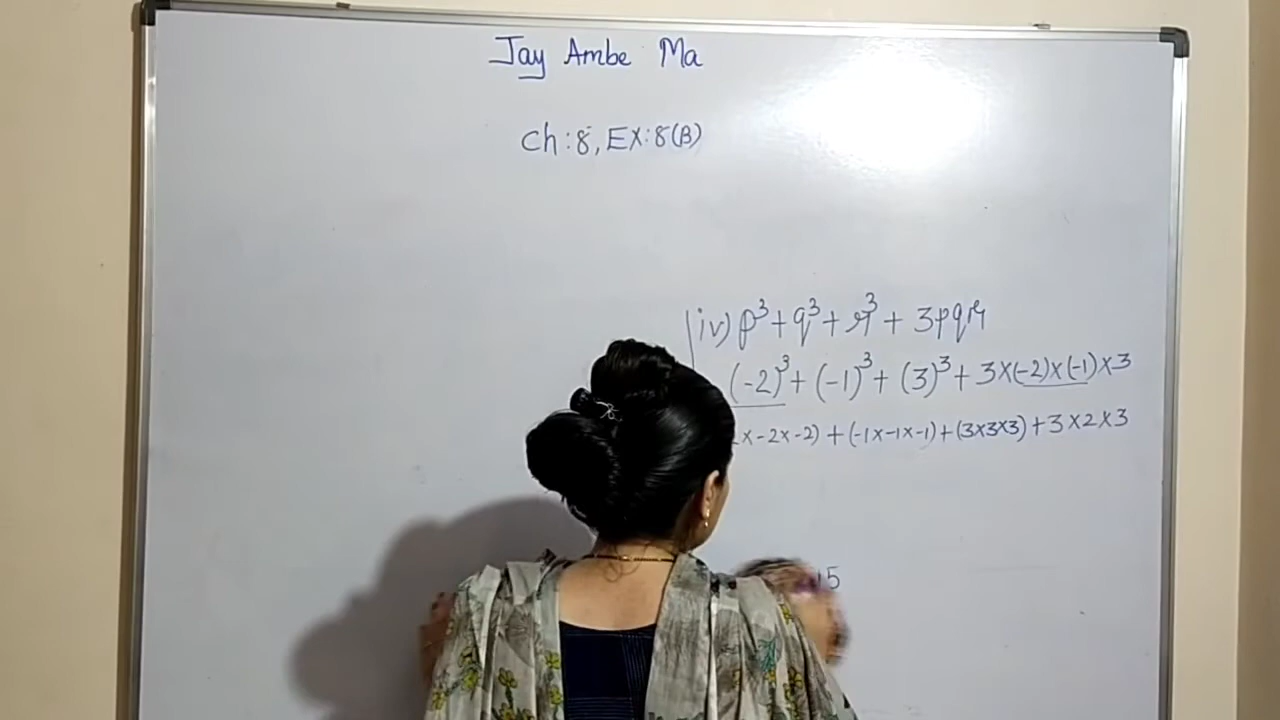 Jay Ambe Ma
Ch:8, EX:8(B)
iv) p³+q³+r³+3pqr
(-2)³+(-1)³+(3)³+3×(-2)×(-1)×3
×-2×-2)+(-1×-1×-1)+(3×3×3)+3×2×3